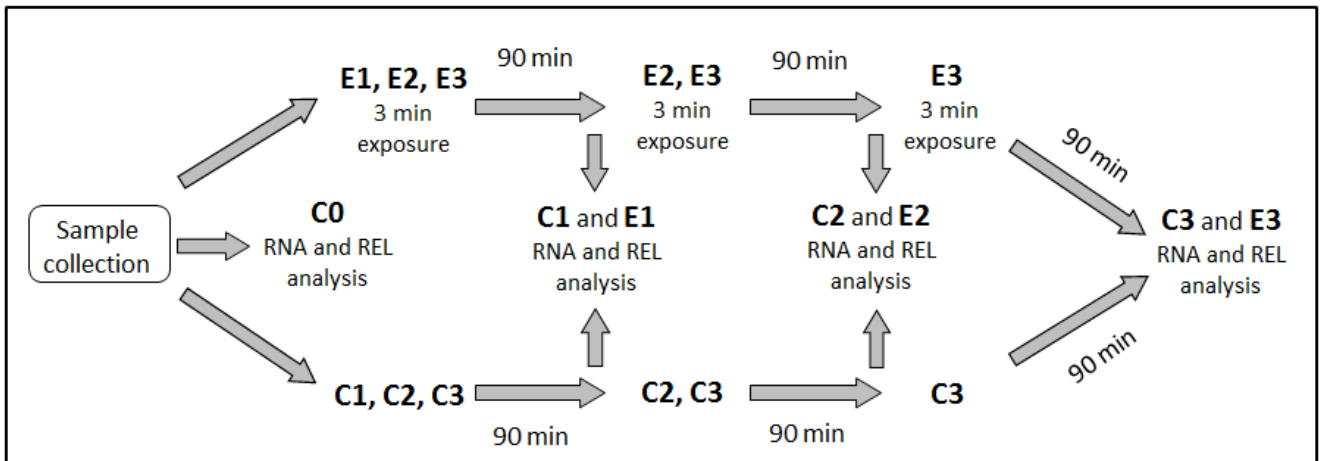 E1, E2, E3
3 min
exposure
90 min
E2, E3
3 min
exposure
90 min
E3
3 min
exposure
90 min
Sample
collection
C0
RNA and REL
analysis
C1 and E1
RNA and REL
analysis
C2 and E2
RNA and REL
analysis
C3 and E3
RNA and REL
analysis
C1, C2, C3
90 min
C2, C3
90 min
C3
90 min